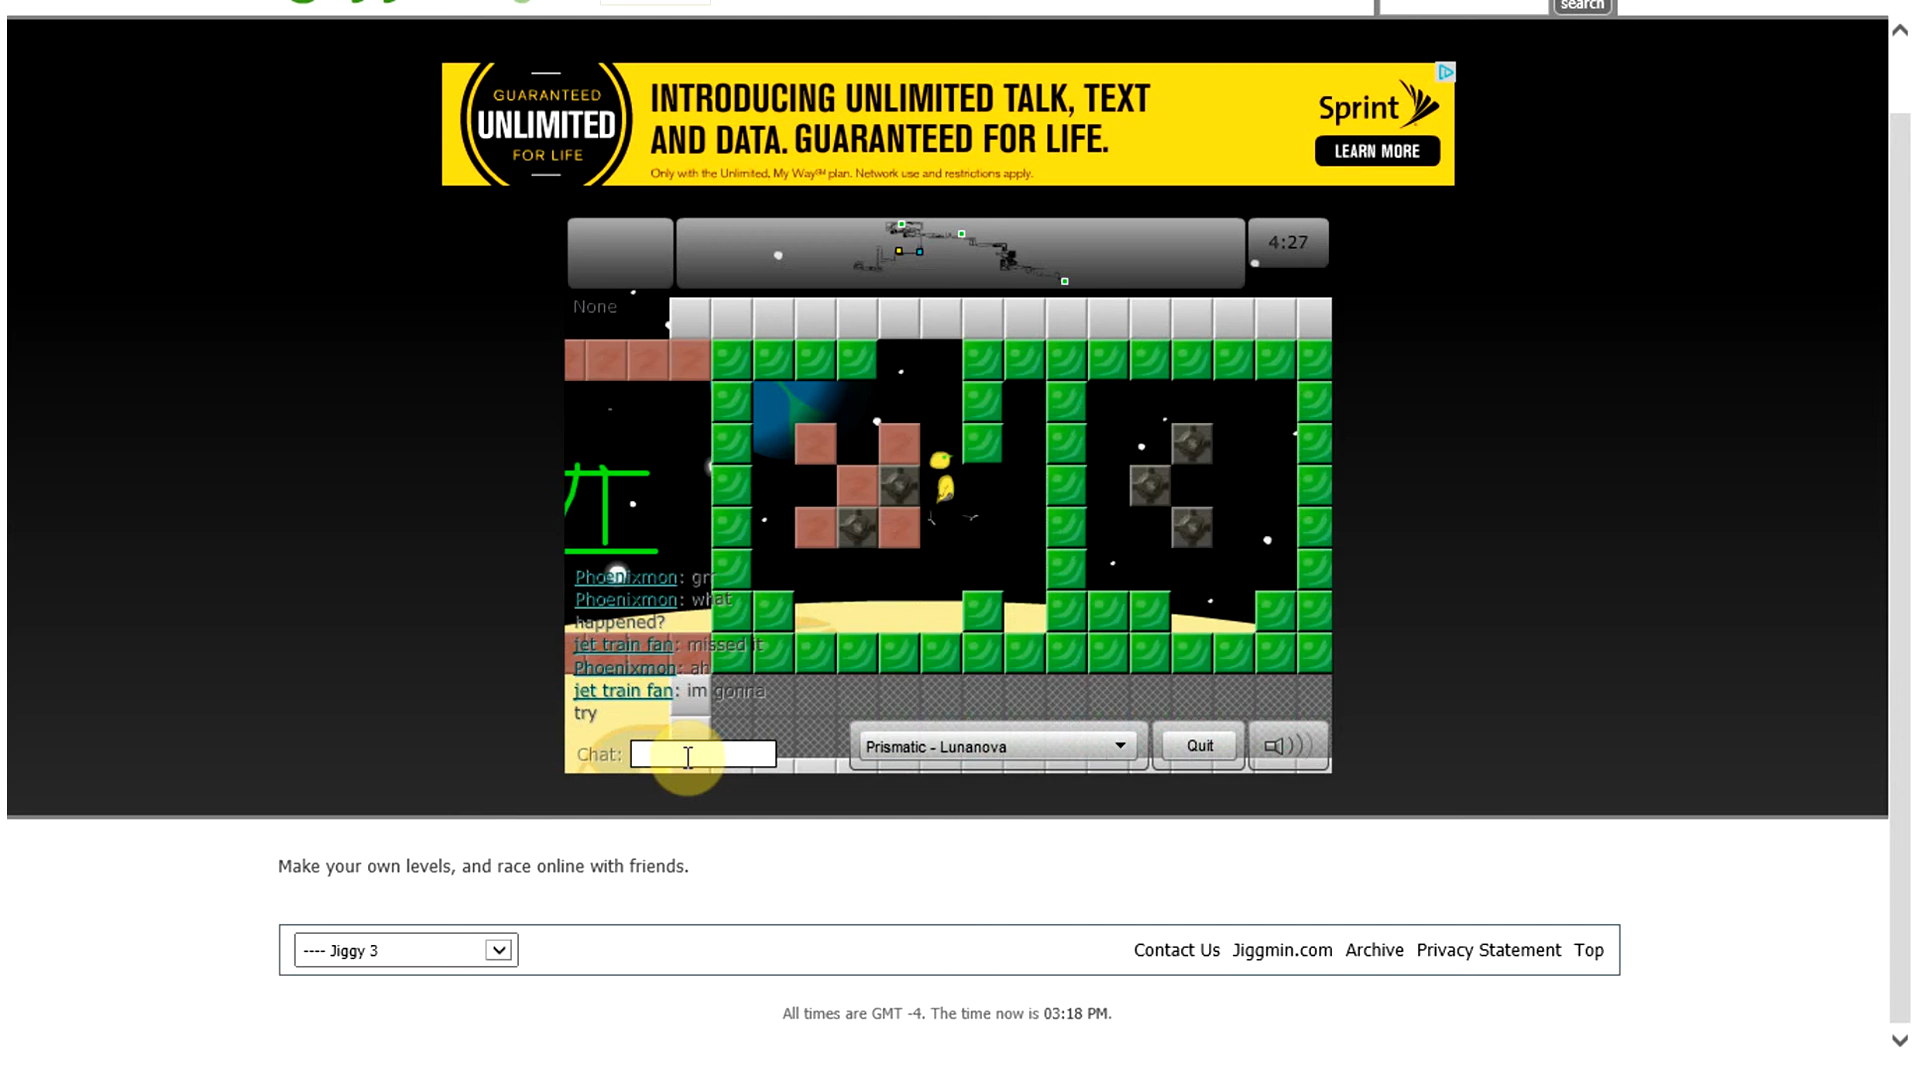 search
GUARANTEED
UNLIMITED
FOR LIFE
INTRODUCING UNLIMITED TALK, TEXT
AND DATA. GUARANTEED FOR LIFE.
Only with the Unlimited, My Way℠ plan. Network use and restrictions apply.
Sprint
LEARN MORE
4:27
None
Phoenixmon: grr
Phoenixmon: what
happened?
jet train fan: missed it
Phoenixmon: ah
jet train fan: im gonna
try
Chat:
Prismatic - Lunanova
Quit
Make your own levels, and race online with friends.
---- Jiggy 3
Contact Us Jiggmin.com Archive Privacy Statement Top
All times are GMT -4. The time now is 03:18 PM.